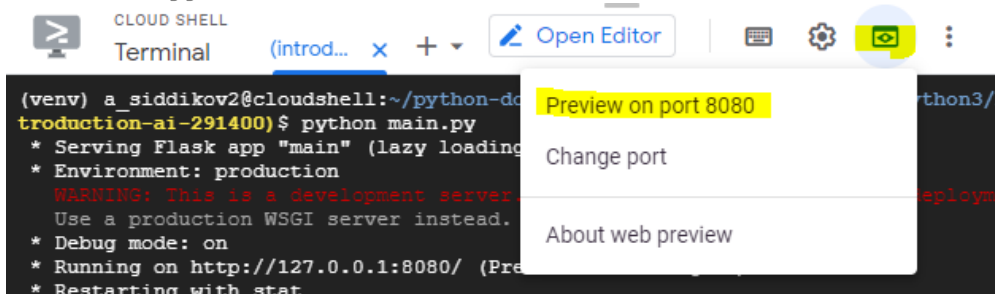 CLOUD SHELL
Terminal
(introd... × + Open Editor
Preview on port 8080
Change port
About web preview
(venv) a_siddikov2@cloudshell:~/python-do thon3/
troduction-ai-291400)$ python main.py
* Serving Flask app "main" (lazy loading
* Environment: production
WARNING: This is a development server. eploym
Use a production WSGI server instead.
* Debug mode: on
* Running on http://127.0.0.1:8080/ (Pre
* Restarting with stat